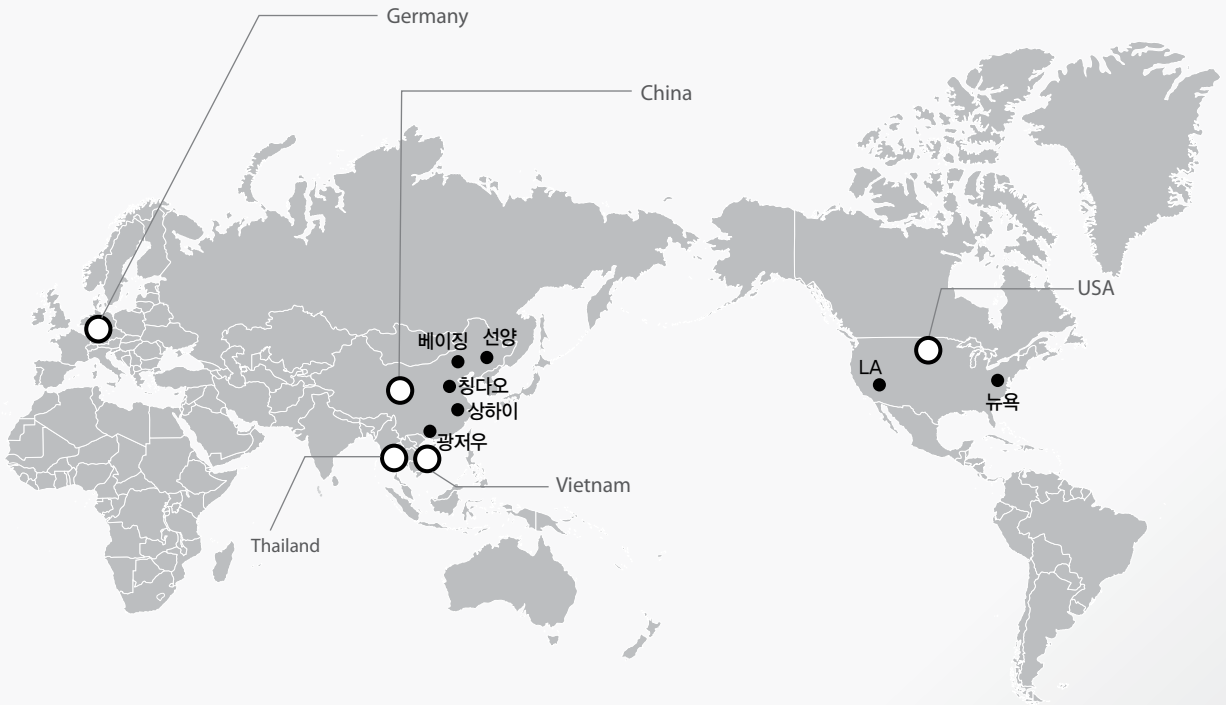 Germany
China
USA
베이징
선양
LA
칭다오
뉴욕
상하이
광저우
Vietnam
Thailand